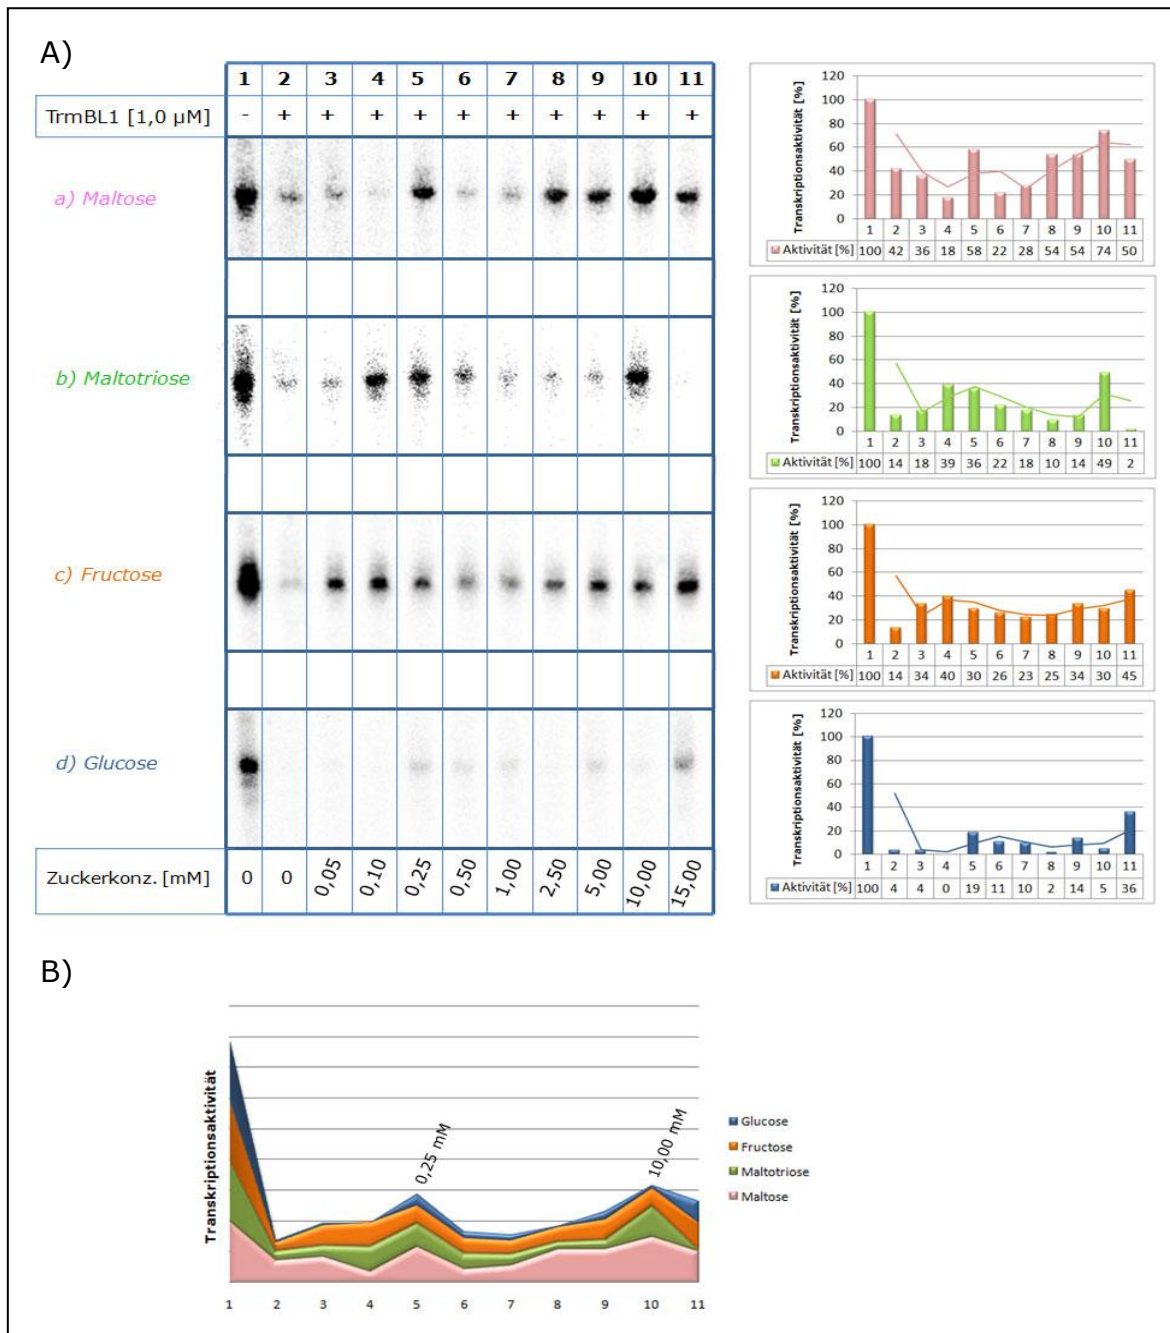 A)
1 2 3 4 5 6 7 8 9 10 11
TrmBL1 [1,0 µM] - + + + + + + + + + +
a) Maltose
b) Maltotriose
c) Fructose
d) Glucose
Zuckerkonz. [mM] 0 0 0,05 0,10 0,25 0,50 1,00 2,50 5,00 10,00 15,00
Transkriptionsaktivität [%]
120
100
80
60
40
20
0
1 2 3 4 5 6 7 8 9 10 11
Aktivität [%] 100 42 36 18 58 22 28 54 54 74 50
Transkriptionsaktivität [%]
120
100
80
60
40
20
0
1 2 3 4 5 6 7 8 9 10 11
Aktivität [%] 100 14 18 39 36 22 18 10 14 49 2
Transkriptionsaktivität [%]
120
100
80
60
40
20
0
1 2 3 4 5 6 7 8 9 10 11
Aktivität [%] 100 14 34 40 30 26 23 25 34 30 45
Transkriptionsaktivität [%]
120
100
80
60
40
20
0
1 2 3 4 5 6 7 8 9 10 11
Aktivität [%] 100 4 4 0 19 11 10 2 14 5 36
B)
Transkriptionsaktivität
0,25 mM
10,00 mM
Glucose
Fructose
Maltotriose
Maltose
1 2 3 4 5 6 7 8 9 10 11